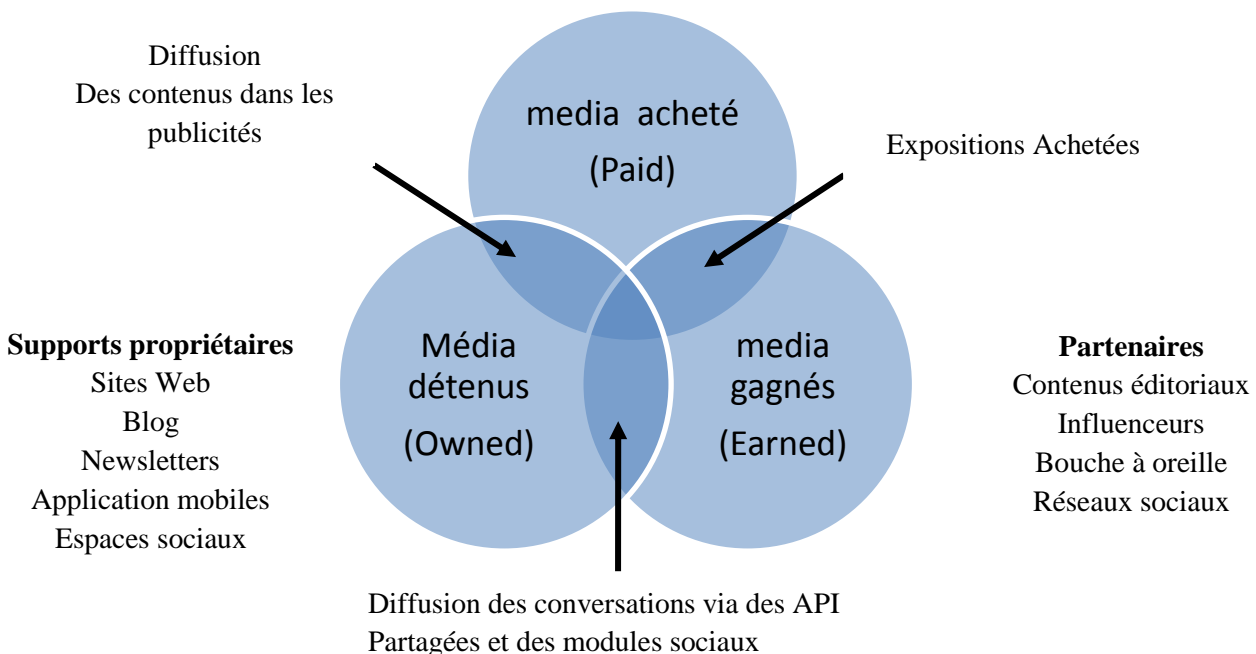 Diffusion
Des contenus dans les
publicités
media acheté
(Paid)
Expositions Achetées
Supports propriétaires
Sites Web
Blog
Newsletters
Application mobiles
Espaces sociaux
Média
détenus
(Owned)
media
gagnés
(Earned)
Partenaires
Contenus éditoriaux
Influenceurs
Bouche à oreille
Réseaux sociaux
Diffusion des conversations via des API
Partagées et des modules sociaux